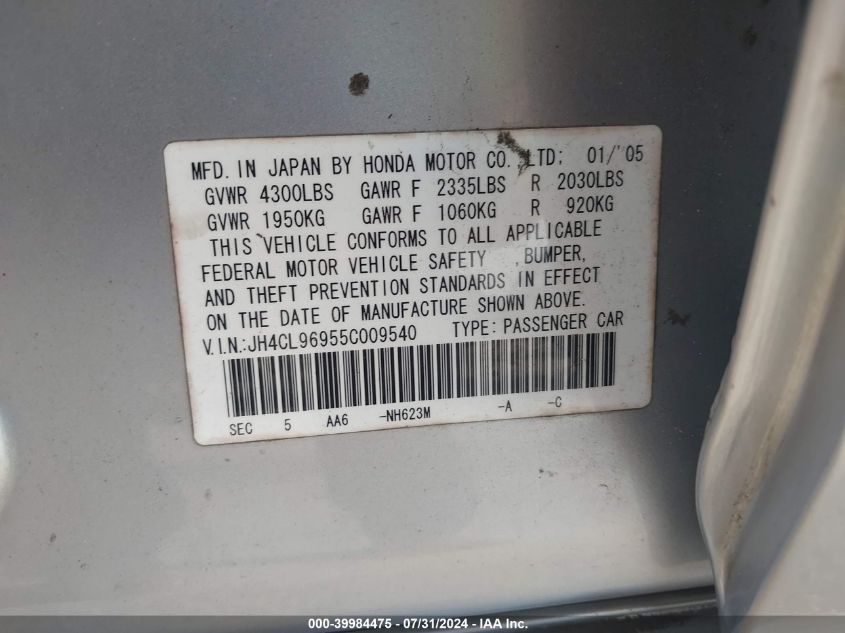 MFD. IN JAPAN BY HONDA MOTOR CO. LTD; 01/'05
GVWR 4300LBS GAWR F 2335LBS R 2030LBS
GVWR 1950KG GAWR F 1060KG R 920KG
THIS VEHICLE CONFORMS TO ALL APPLICABLE
FEDERAL MOTOR VEHICLE SAFETY ,BUMPER,
AND THEFT PREVENTION STANDARDS IN EFFECT
ON THE DATE OF MANUFACTURE SHOWN ABOVE.
V.I.N.:JH4CL96955C009540 TYPE: PASSENGER CAR
SEC 5 AA6 -NH623M -A -C
000-39984475 - 07/31/2024 - IAA Inc.